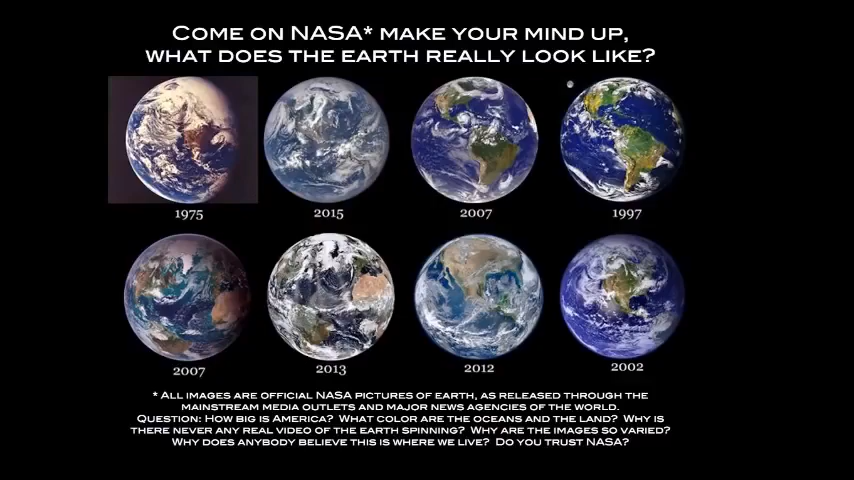 Come on NASA* make your mind up,
what does the earth really look like?
1975
2015
2007
1997
2007
2013
2012
2002
* All images are official NASA pictures of earth, as released through the
mainstream media outlets and major news agencies of the world.
Question: How big is America? What color are the oceans and the land? Why is
there never any real video of the earth spinning? Why are the images so varied?
Why does anybody believe this is where we live? Do you trust NASA?